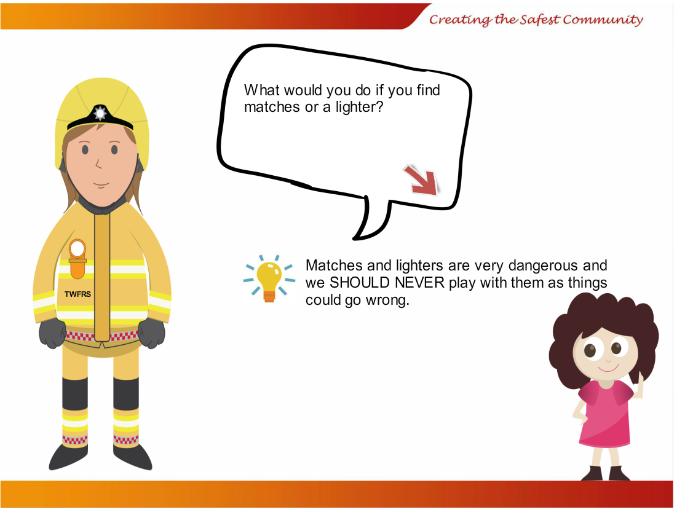 Creating the Safest Community
What would you do if you find
matches or a lighter?
Matches and lighters are very dangerous and
we SHOULD NEVER play with them as things
could go wrong.
TWFRS